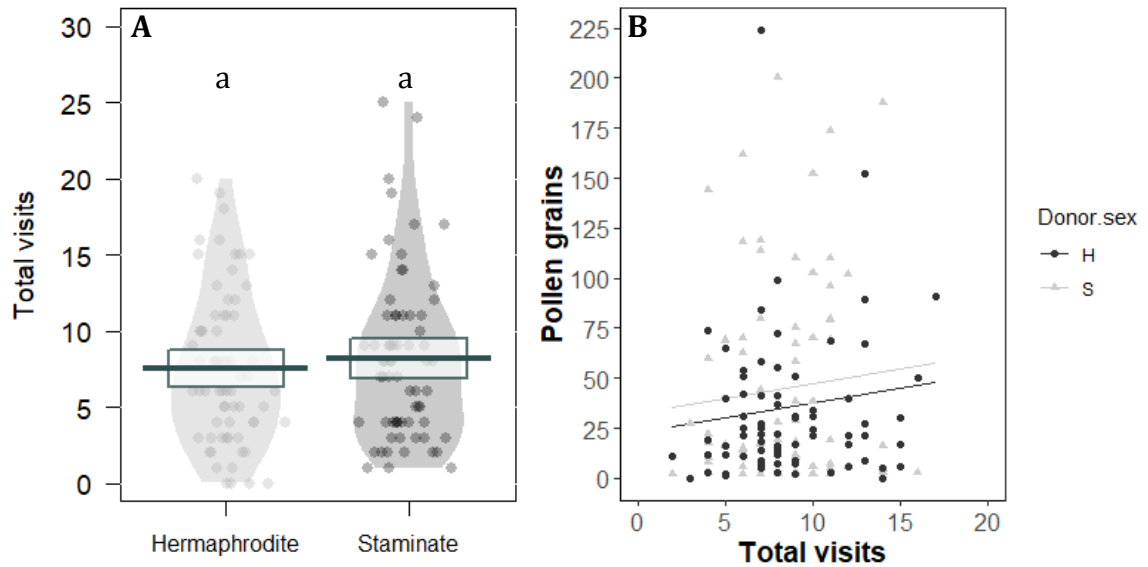 A
a
a
30
25
20
15
10
5
0
Total visits
Hermaphrodite
Staminate
B
225
200
175
150
125
100
75
50
25
0
Pollen grains
0
5
10
15
20
Total visits
Donor.sex
H
S